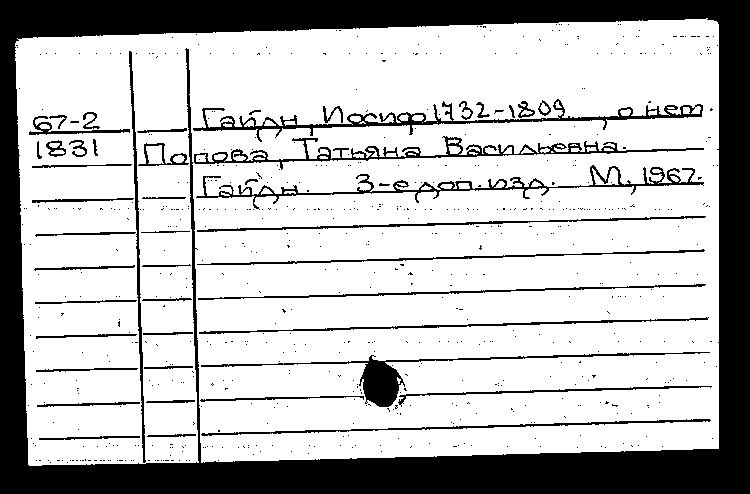 67-2 Гайдн, Иосиф 1732-1809 , о нем.
1831 Попова, Татьяна Васильевна.
Гайдн. 3-е доп. изд. М., 1967.